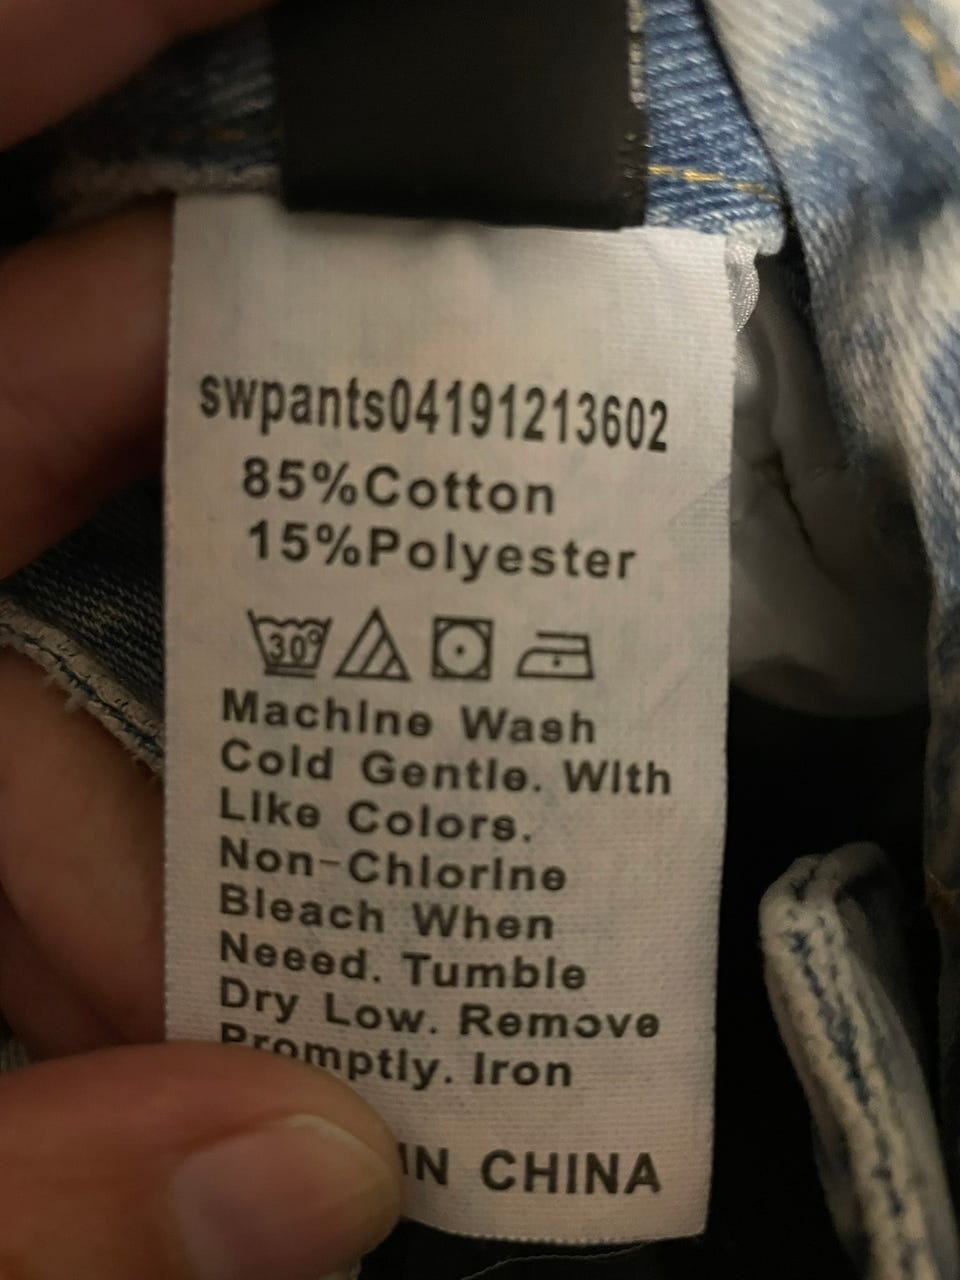 swpants04191213602
85%Cotton
15%Polyester
30°
Machine Wash
Cold Gentle. With
Like Colors.
Non-Chlorine
Bleach When
Neeed. Tumble
Dry Low. Remove
Promptly. Iron
IN CHINA